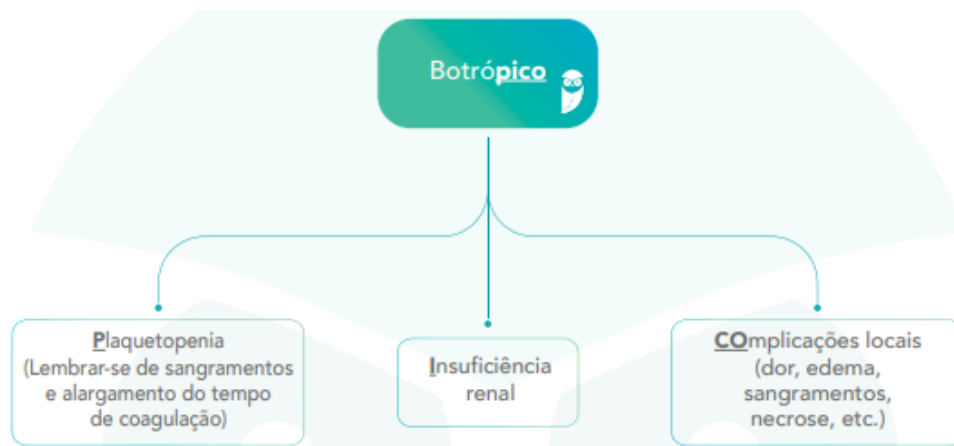 Botrópico
Plaquetopenia
(Lembrar-se de sangramentos
e alargamento do tempo
de coagulação)
Insuficiência
renal
COmplicações locais
(dor, edema,
sangramentos,
necrose, etc.)